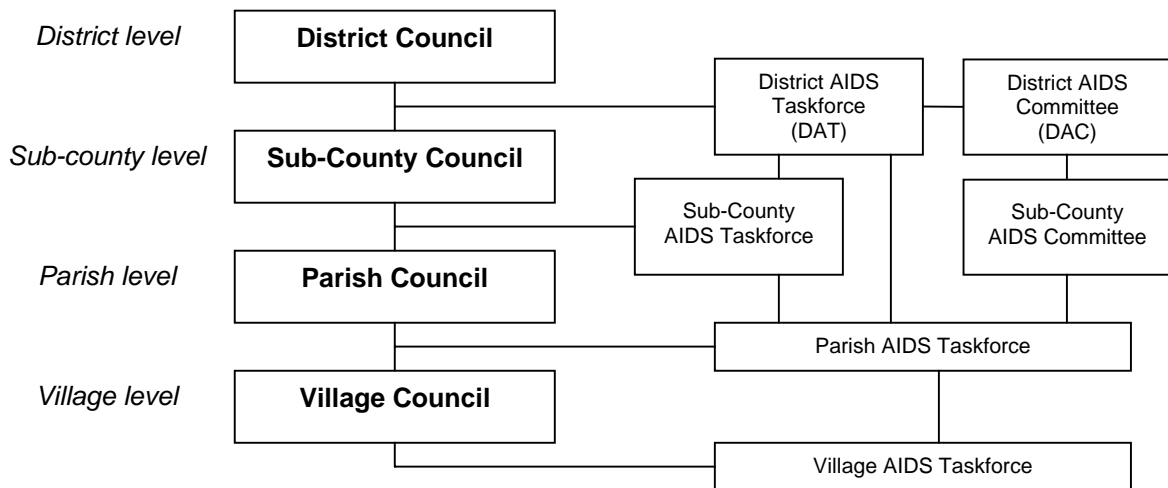 District level
District Council
District AIDS
Taskforce
(DAT)
District AIDS
Committee
(DAC)
Sub-county level
Sub-County Council
Sub-County
AIDS Taskforce
Sub-County
AIDS Committee
Parish level
Parish Council
Parish AIDS Taskforce
Village level
Village Council
Village AIDS Taskforce